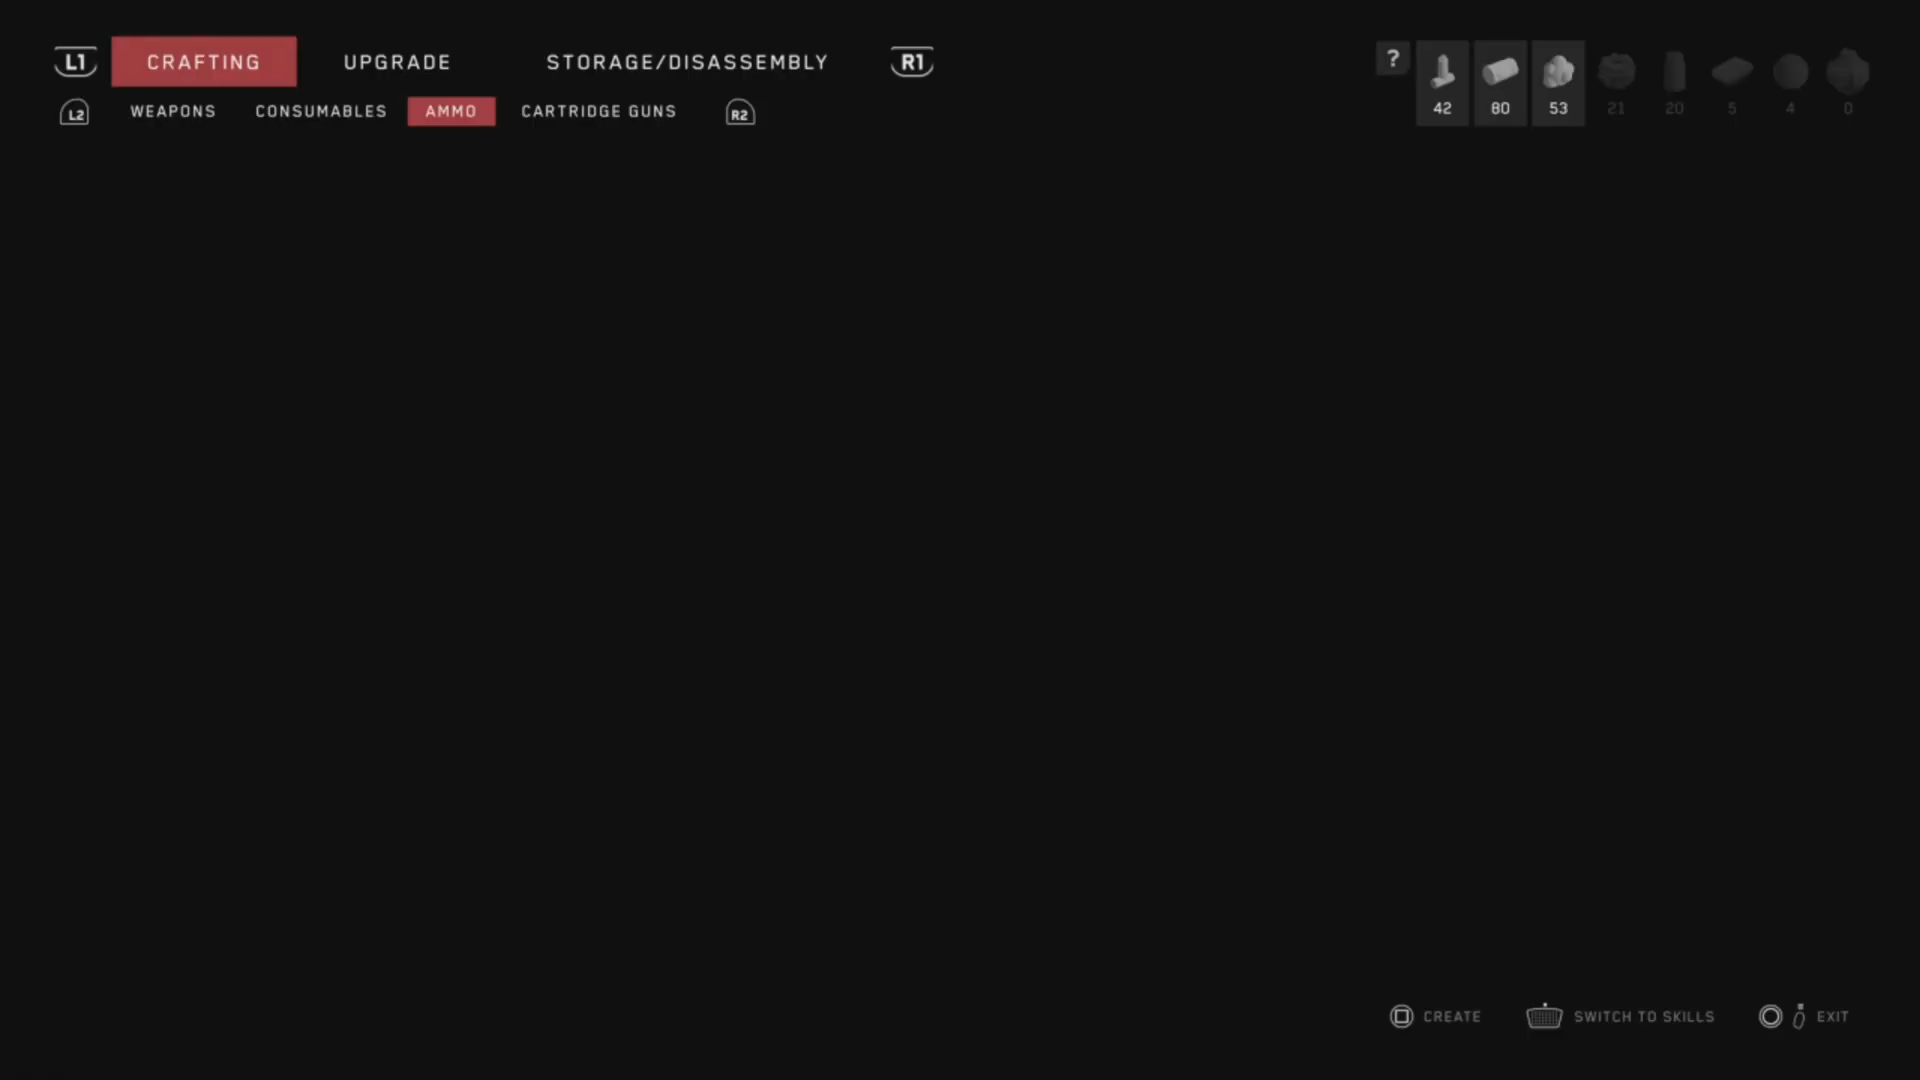 L1 CRAFTING UPGRADE STORAGE/DISASSEMBLY R1 ?
L2 WEAPONS CONSUMABLES AMMO CARTRIDGE GUNS R2
42 80 53 21 20 5 4 0
CREATE SWITCH TO SKILLS EXIT